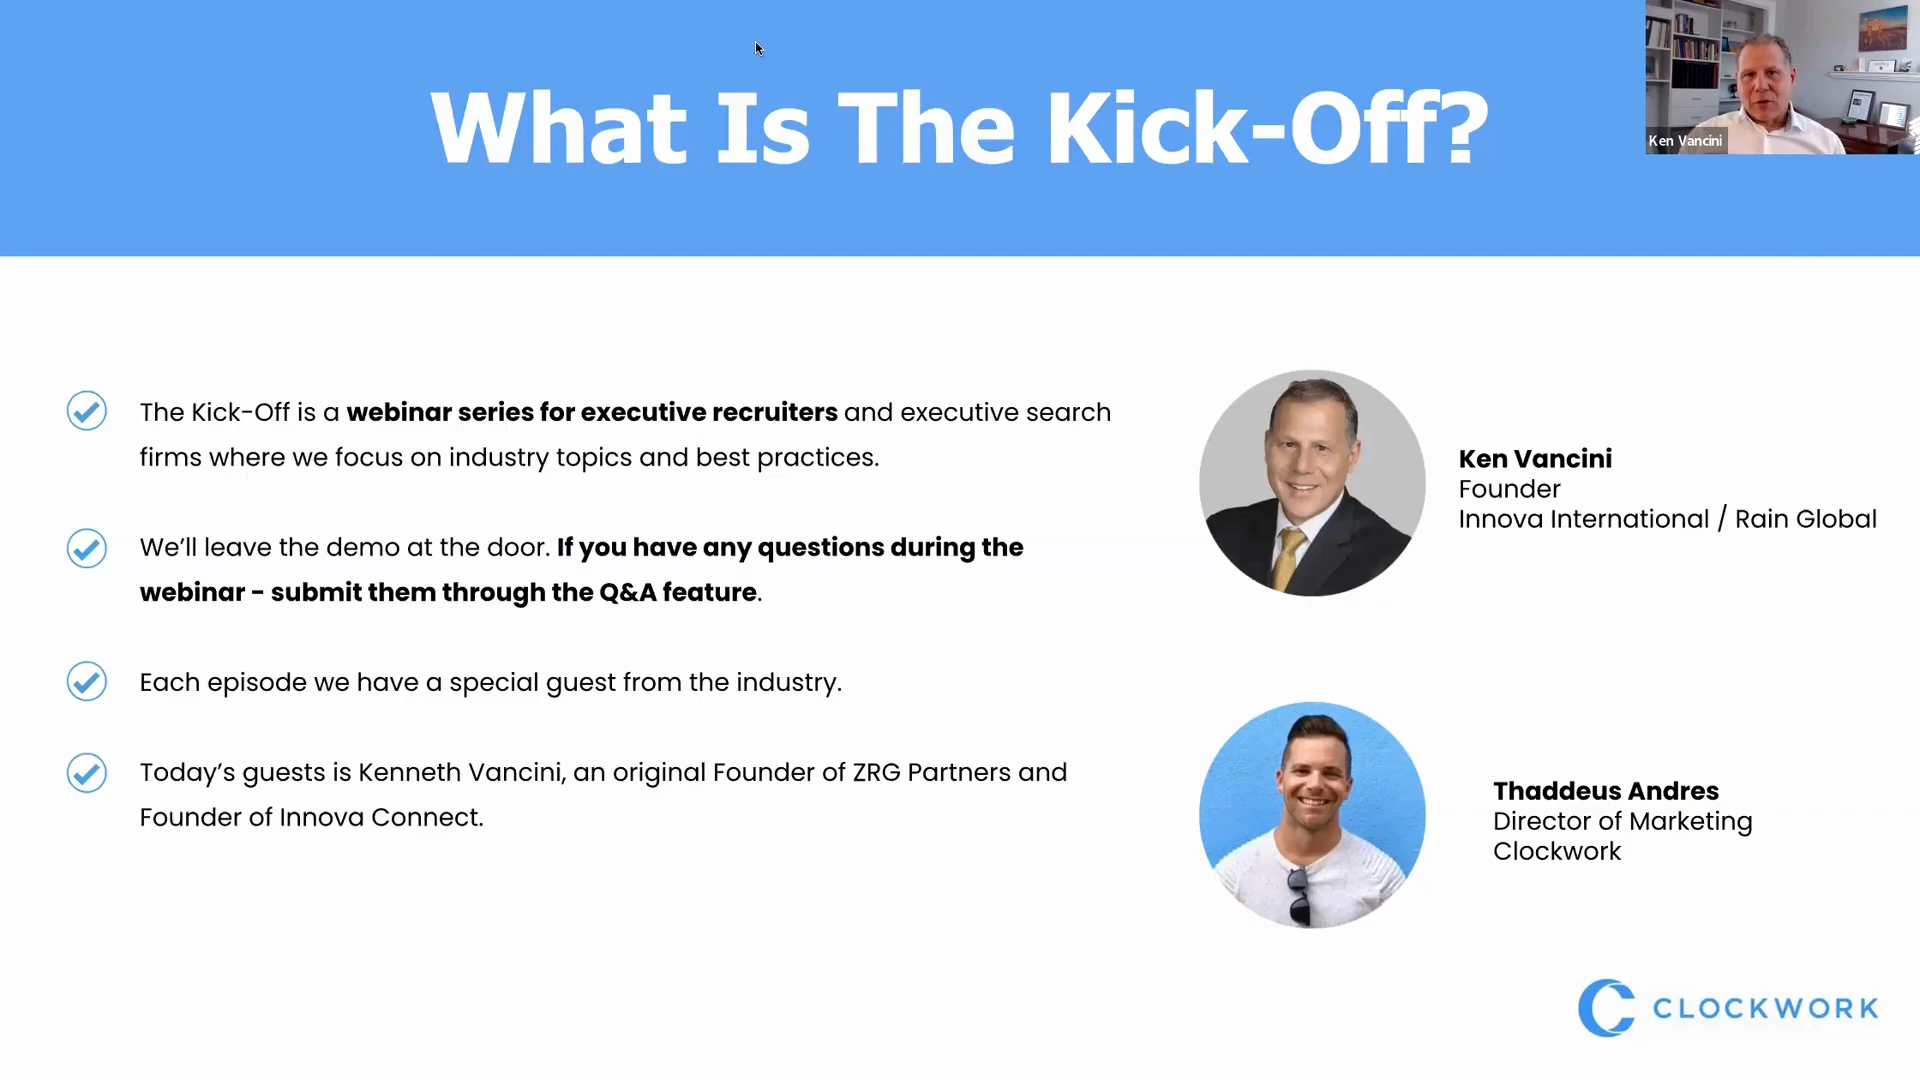 What Is The Kick-Off?
Ken Vancini
The Kick-Off is a webinar series for executive recruiters and executive search
firms where we focus on industry topics and best practices.
We'll leave the demo at the door. If you have any questions during the
webinar - submit them through the Q&A feature.
Each episode we have a special guest from the industry.
Today's guests is Kenneth Vancini, an original Founder of ZRG Partners and
Founder of Innova Connect.
Ken Vancini
Founder
Innova International / Rain Global
Thaddeus Andres
Director of Marketing
Clockwork
CLOCKWORK